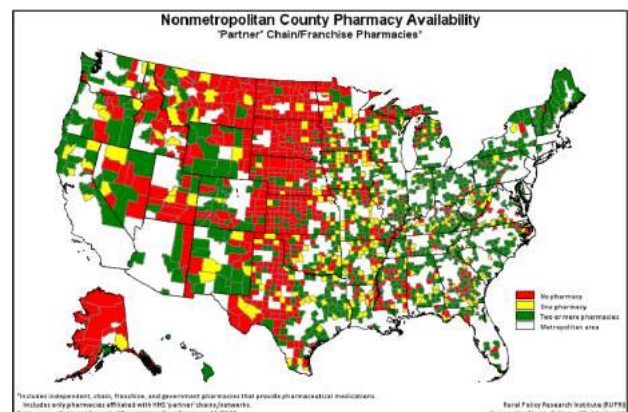 Nonmetropolitan County Pharmacy Availability
'Partner' Chain/Franchise Pharmacies*
No pharmacy
One pharmacy
Two or more pharmacies
Metropolitan area
*Includes independent, chain, franchise, and government pharmacies that provide pharmaceutical medications.
Includes only pharmacies affiliated with HHS 'partner' chains/networks.
Rural Policy Research Institute (RUPRI)